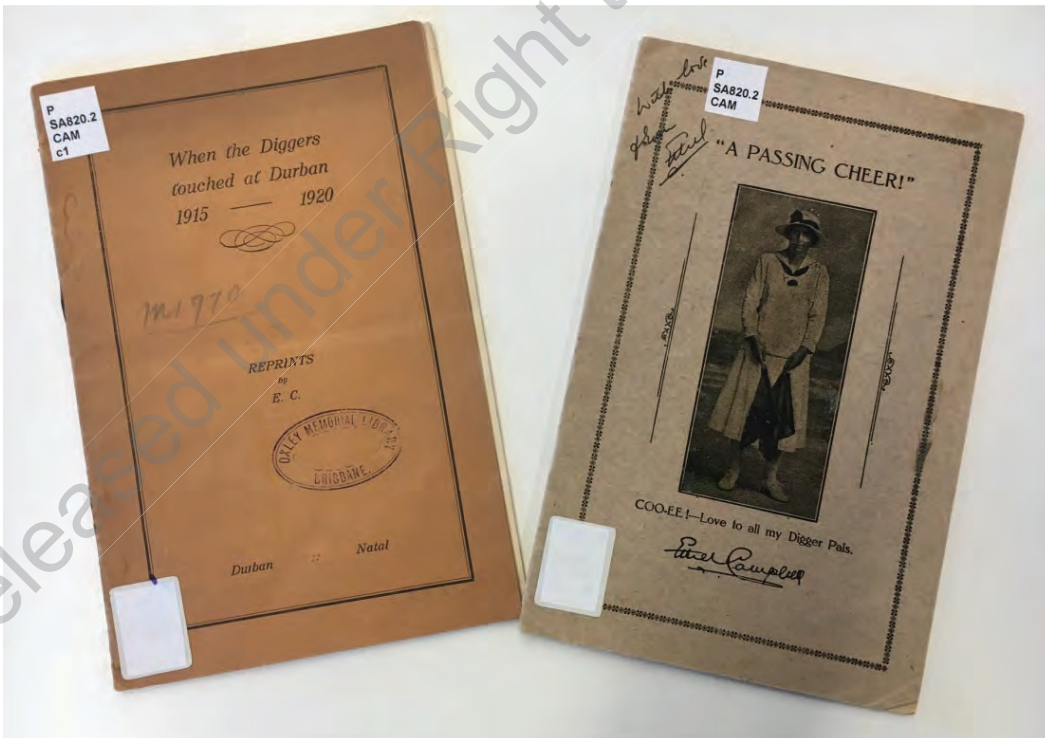 P
SA820.2
CAM
c1
When the Diggers
touched at Durban
1915 — 1920
M1970
REPRINTS
by
E. C.
OXLEY MEMORIAL LIBRARY
BRISBANE.
Durban :: Natal
P
SA820.2
CAM
With love
from
Ethel
"A PASSING CHEER!"
COO-EE!—Love to all my Digger Pals.
Ethel Campbell
Released under Right to